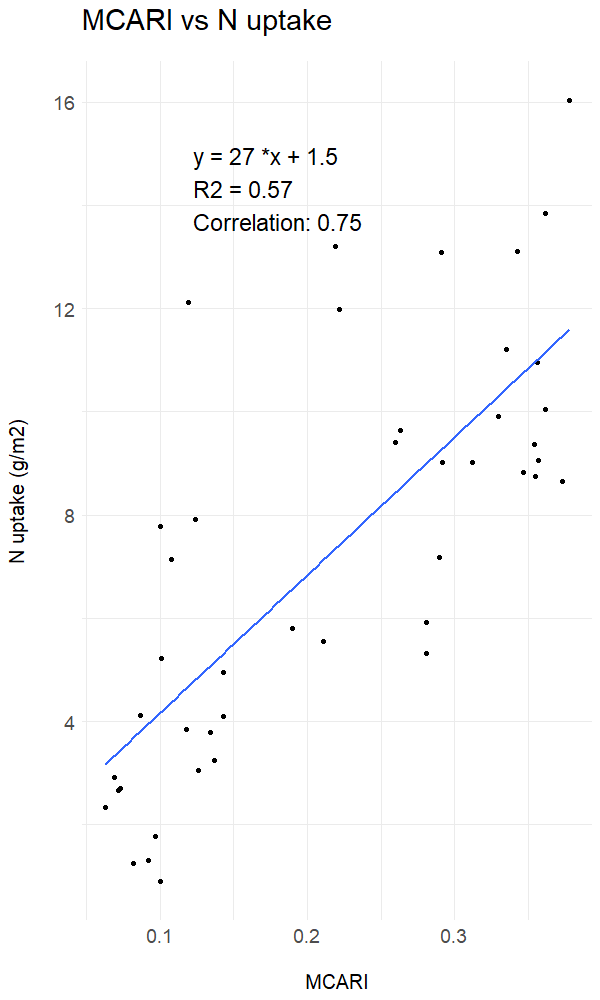 MCARI vs N uptake
16
12
8
4
N uptake (g/m2)
y = 27 *x + 1.5
R2 = 0.57
Correlation: 0.75
0.1 0.2 0.3
MCARI